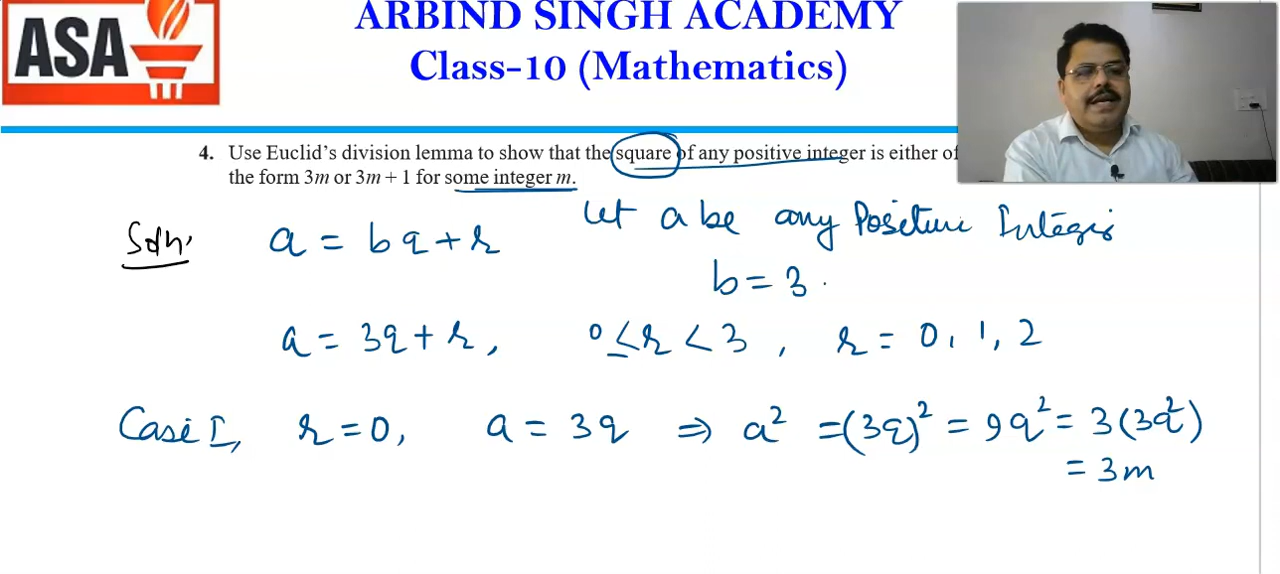 ARBIND SINGH ACADEMY
ASA
Class-10 (Mathematics)
4. Use Euclid's division lemma to show that the square of any positive integer is either of
the form 3m or 3m + 1 for some integer m.
Soln. a = bq + r Let a be any Positive Integer
b = 3
a = 3q + r, 0 ≤ r < 3, r = 0, 1, 2
Case I, r = 0, a = 3q ⇒ a² = (3q)² = 9q² = 3(3q²)
= 3m